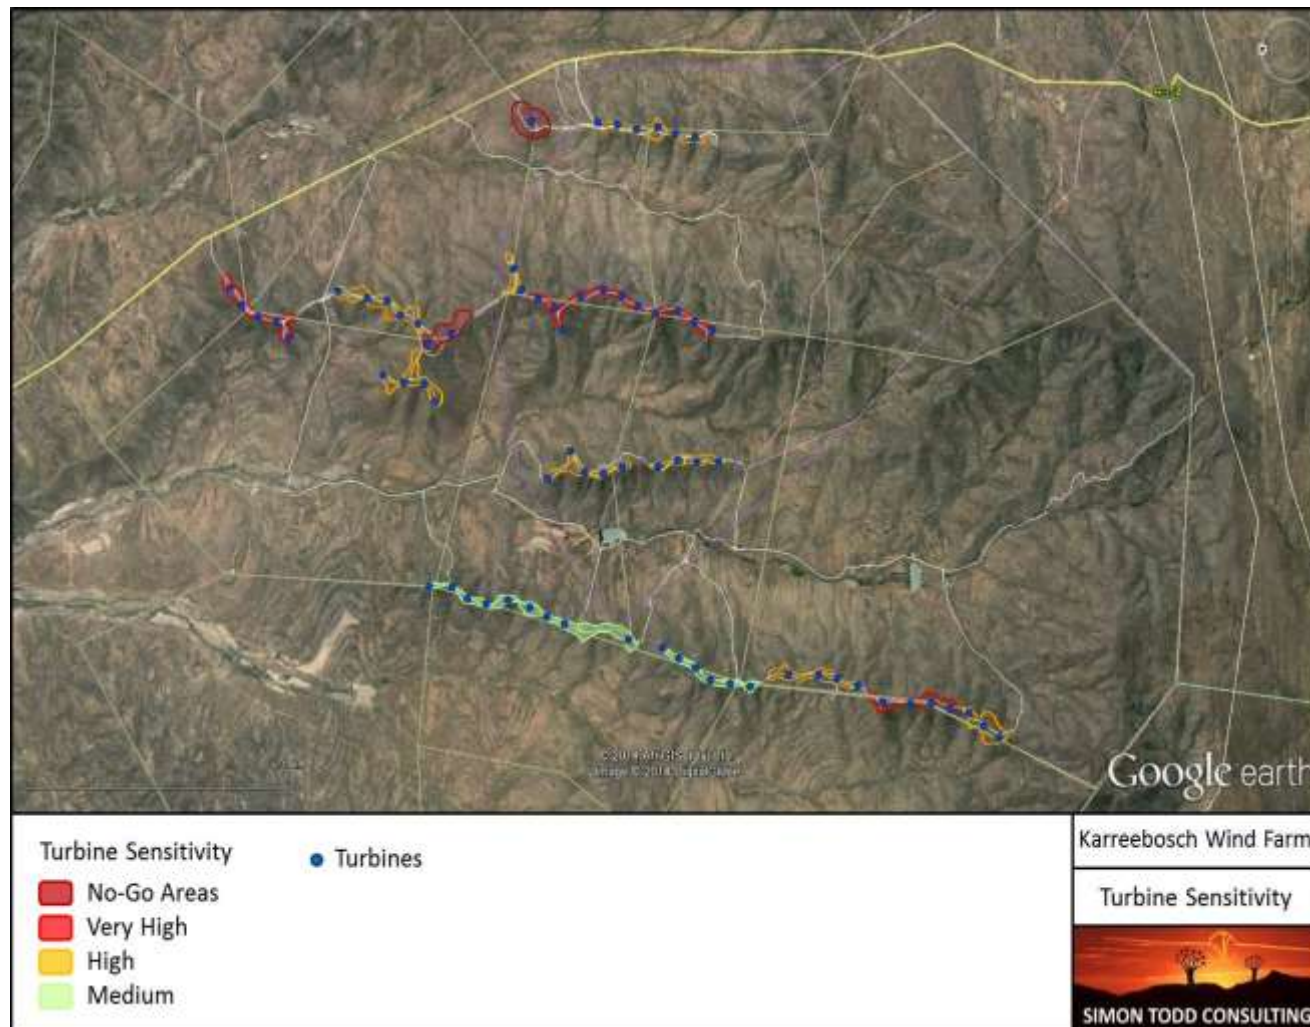 Google earth
Turbine Sensitivity
Turbines
No-Go Areas
Very High
High
Medium
Karreebosch Wind Farm
Turbine Sensitivity
SIMON TODD CONSULTING